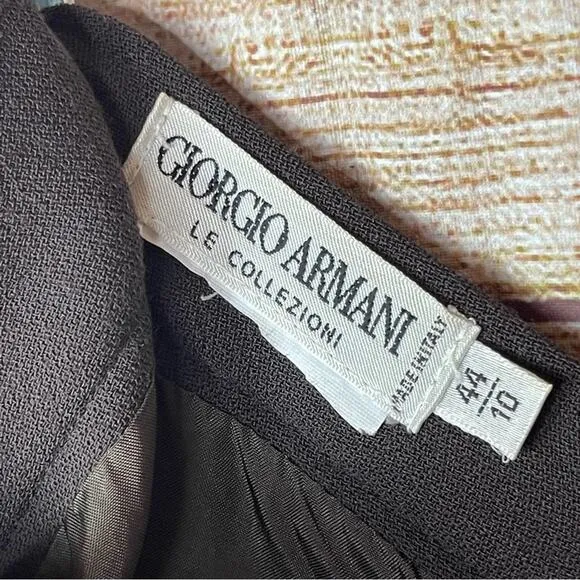 GIORGIO ARMANI
LE COLLEZIONI
MADE IN ITALY
44
10